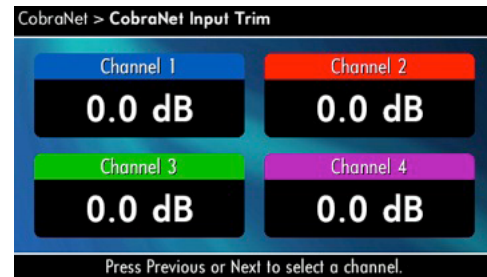 CobraNet > CobraNet Input Trim
Channel 1
Channel 2
0.0 dB
0.0 dB
Channel 3
Channel 4
0.0 dB
0.0 dB
Press Previous or Next to select a channel.